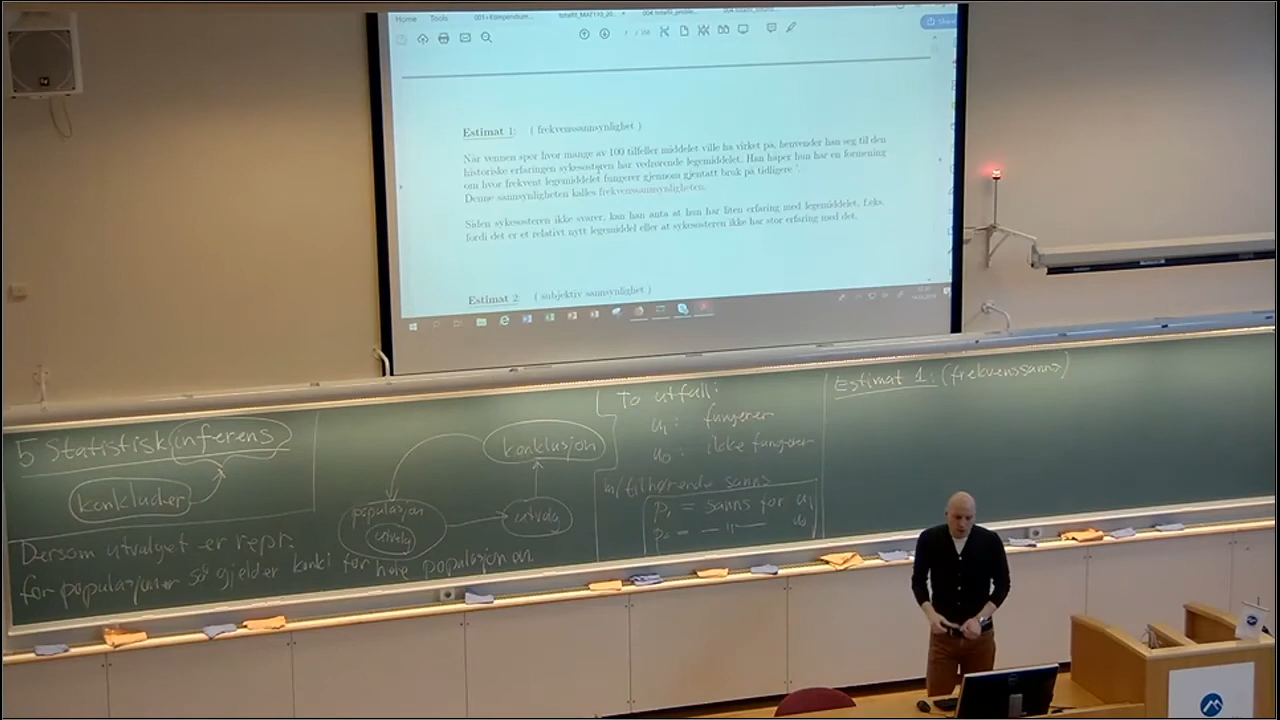 Home Tools
Share
Estimat 1: ( frekvenssannsynlighet )
Når vennen spør hvor mange av 100 tilfeller middelet ville ha virket på, henvender han seg til den
historiske erfaringen sykesøsteren har vedrørende legemiddelet. Han håper hun har en formening
om hvor frekvent legemiddelet fungerer gjennom gjentatt bruk på tidligere
Denne sannsynligheten kalles frekvenssannsynligheten.
Siden sykesøsteren ikke svarer, kan han anta at hun har liten erfaring med legemiddelet, f.eks.
fordi det er et relativt nytt legemiddel eller at sykesøsteren ikke har stor erfaring med det.
Estimat 2 ( subjektiv sannsynlighet )
5 Statistisk inferens
konkluder
Dersom utvalget er repr.
for populasjonen så gjelder konkl for hele populasjonen.
konklusjon
populasjon
utvalg
utvalg
To utfall:
u1: fungerer
u0: ikke fungerer
m/tilhørende sanns
p1 = sanns for u1
p0 = —"— u0
Estimat 1: (frekvenssanns)